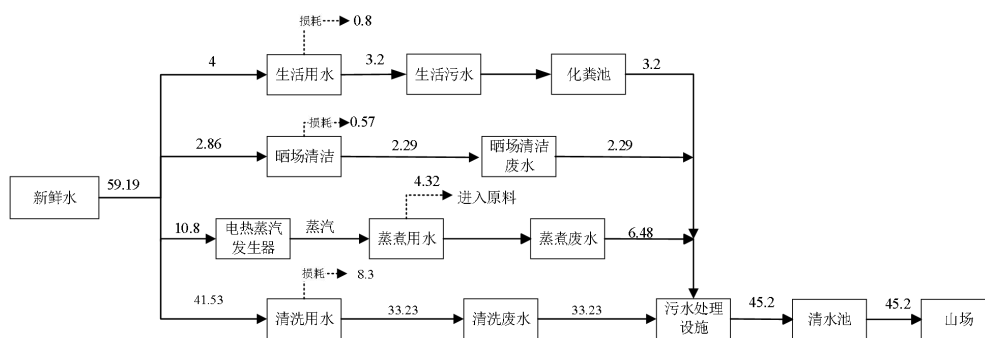 损耗 0.8
4 生活用水 3.2 生活污水 化粪池 3.2
损耗 0.57
2.86 晒场清洁 2.29 晒场清洁 2.29
废水
59.19
新鲜水
4.32 进入原料
10.8 电热蒸汽 蒸汽 蒸煮用水 蒸煮废水 6.48
发生器
损耗 8.3
41.53 清洗用水 33.23 清洗废水 33.23 污水处理 45.2 清水池 45.2 山场
设施